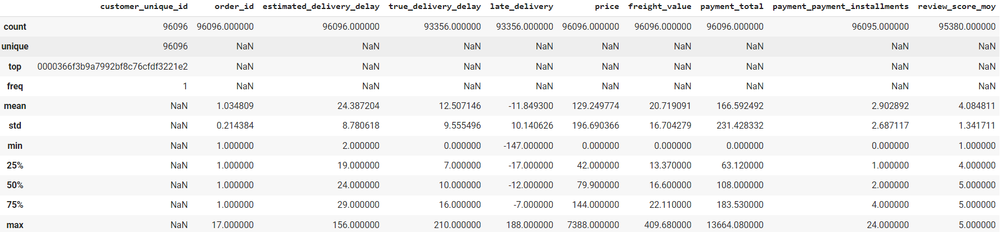 customer_unique_id order_id estimated_delivery_delay true_delivery_delay late_delivery price freight_value payment_total payment_payment_installments review_score_moy
count 96096 96096.000000 96096.000000 93356.000000 93356.000000 96096.000000 96096.000000 96096.000000 96095.000000 95380.000000
unique 96096 NaN NaN NaN NaN NaN NaN NaN NaN NaN
top 0000366f3b9a7992bf8c76cfdf3221e2 NaN NaN NaN NaN NaN NaN NaN NaN NaN
freq 1 NaN NaN NaN NaN NaN NaN NaN NaN NaN
mean NaN 1.034809 24.387204 12.507146 -11.849300 129.249774 20.719091 166.592492 2.902892 4.084811
std NaN 0.214384 8.780618 9.555496 10.140626 196.690366 16.704279 231.428332 2.687117 1.341711
min NaN 1.000000 2.000000 0.000000 -147.000000 0.000000 0.000000 0.000000 0.000000 1.000000
25% NaN 1.000000 19.000000 7.000000 -17.000000 42.000000 13.370000 63.120000 1.000000 4.000000
50% NaN 1.000000 24.000000 10.000000 -12.000000 79.900000 16.600000 108.000000 2.000000 5.000000
75% NaN 1.000000 29.000000 16.000000 -7.000000 144.000000 22.110000 183.530000 4.000000 5.000000
max NaN 17.000000 156.000000 210.000000 188.000000 7388.000000 409.680000 13664.080000 24.000000 5.000000